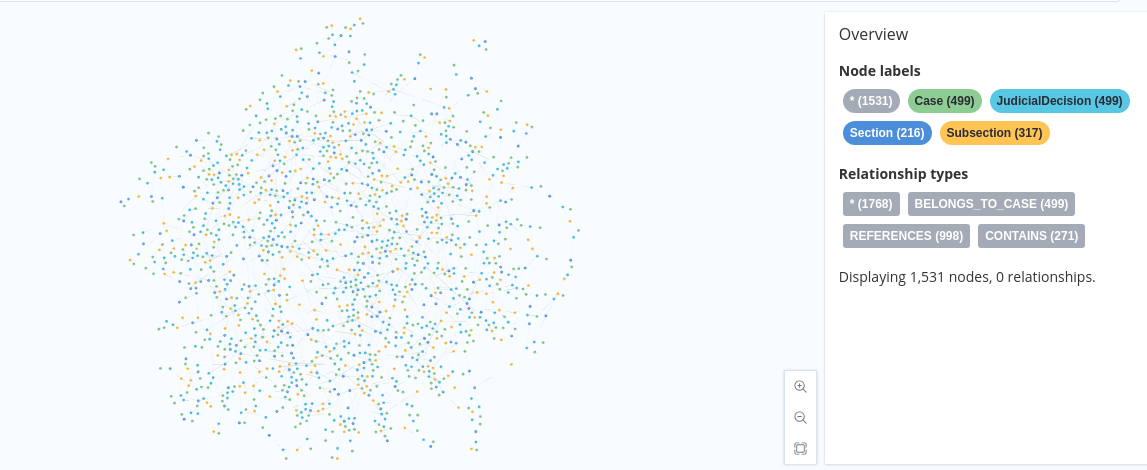 Overview
Node labels
* (1531) Case (499) JudicialDecision (499)
Section (216) Subsection (317)
Relationship types
* (1768) BELONGS_TO_CASE (499)
REFERENCES (998) CONTAINS (271)
Displaying 1,531 nodes, 0 relationships.